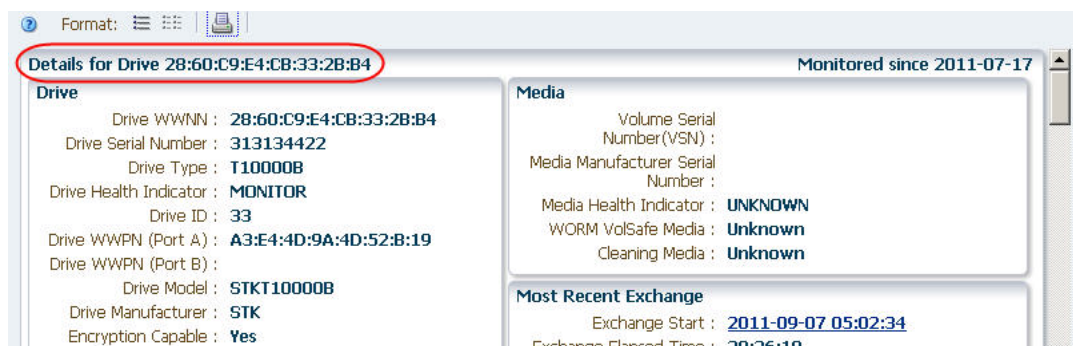 Format:
Details for Drive 28:60:C9:E4:CB:33:2B:B4
Monitored since 2011-07-17
Drive
Drive WWNN : 28:60:C9:E4:CB:33:2B:B4
Drive Serial Number : 313134422
Drive Type : T10000B
Drive Health Indicator : MONITOR
Drive ID : 33
Drive WWPN (Port A) : A3:E4:4D:9A:4D:52:B:19
Drive WWPN (Port B) :
Drive Model : STKT10000B
Drive Manufacturer : STK
Encryption Capable : Yes
Media
Volume Serial
Number(VSN) :
Media Manufacturer Serial
Number :
Media Health Indicator : UNKNOWN
WORM VolSafe Media : Unknown
Cleaning Media : Unknown
Most Recent Exchange
Exchange Start : 2011-09-07 05:02:34
Exchange Elapsed Time :